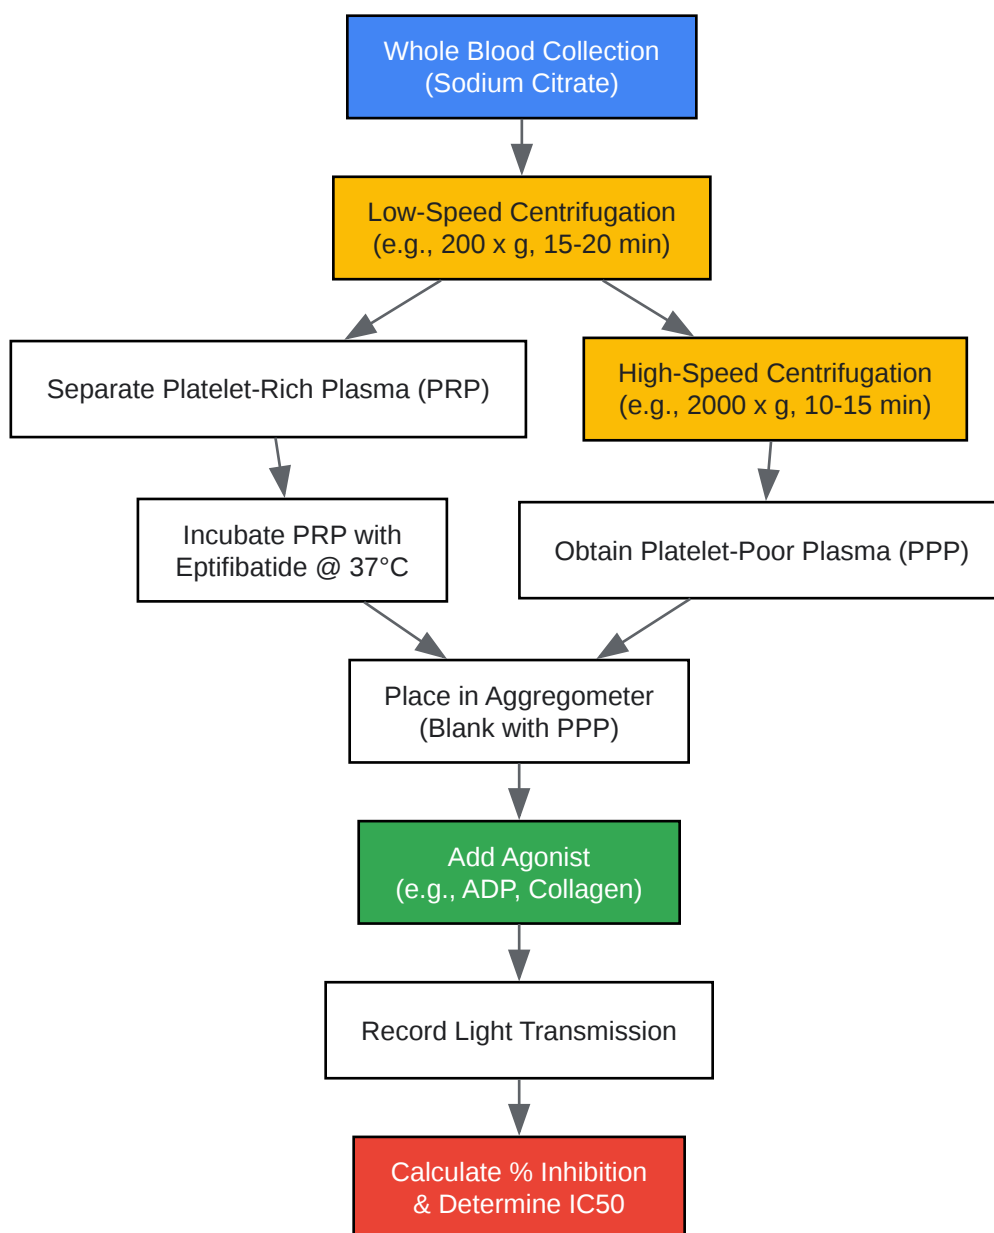 Whole Blood Collection
(Sodium Citrate)
Low-Speed Centrifugation
(e.g., 200 x g, 15-20 min)
Separate Platelet-Rich Plasma (PRP)
High-Speed Centrifugation
(e.g., 2000 x g, 10-15 min)
Incubate PRP with
Eptifibatide @ 37°C
Obtain Platelet-Poor Plasma (PPP)
Place in Aggregometer
(Blank with PPP)
Add Agonist
(e.g., ADP, Collagen)
Record Light Transmission
Calculate % Inhibition
& Determine IC50